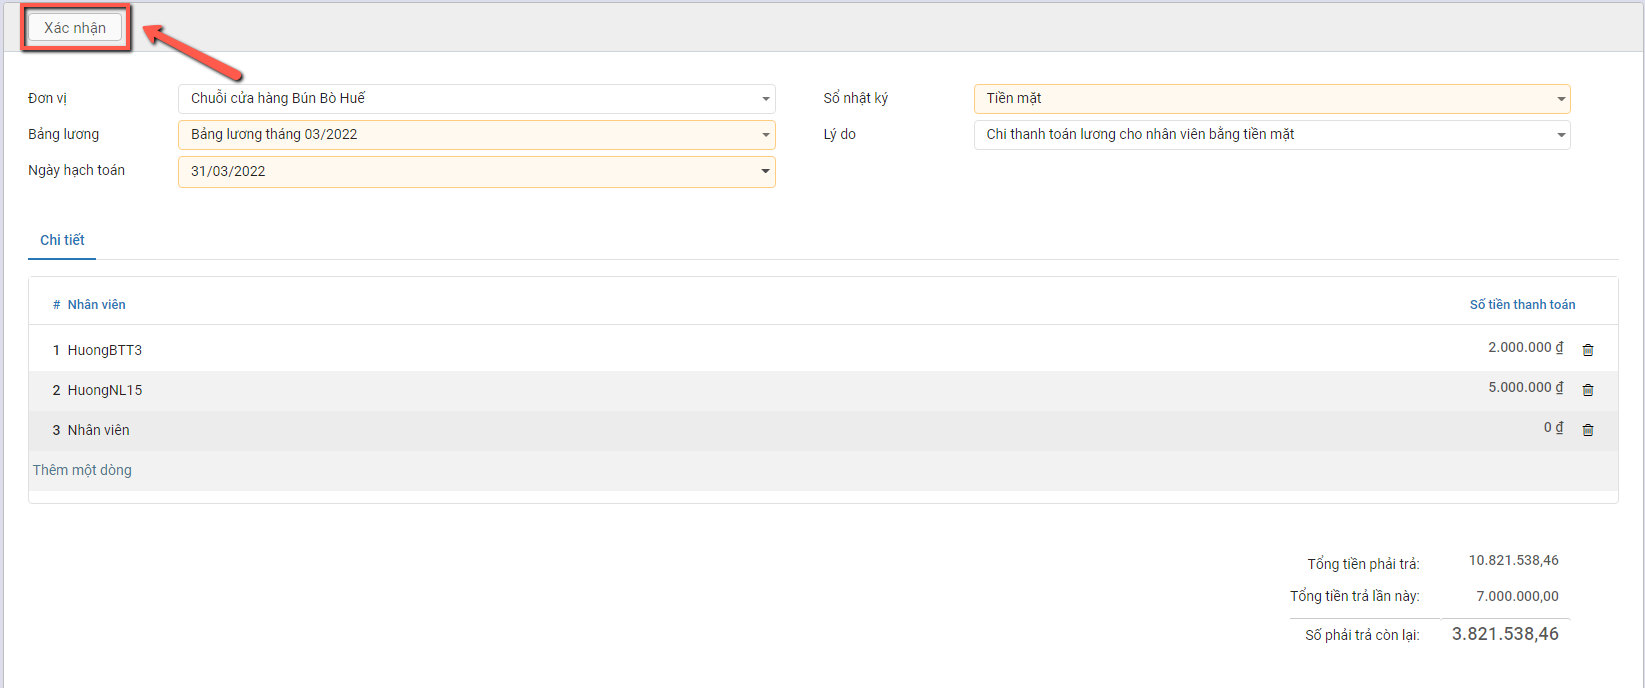 Xác nhận
Đơn vị Chuỗi cửa hàng Bún Bò Huế Sổ nhật ký Tiền mặt
Bảng lương Bảng lương tháng 03/2022 Lý do Chi thanh toán lương cho nhân viên bằng tiền mặt
Ngày hạch toán 31/03/2022
Chi tiết
# Nhân viên Số tiền thanh toán
1 HuongBTT3 2.000.000 ₫
2 HuongNL15 5.000.000 ₫
3 Nhân viên 0 ₫
Thêm một dòng
Tổng tiền phải trả: 10.821.538,46
Tổng tiền trả lần này: 7.000.000,00
Số phải trả còn lại: 3.821.538,46